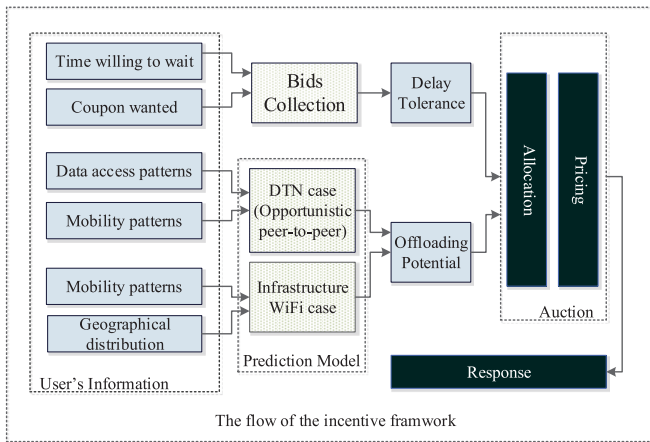 Time willing to wait
Coupon wanted
Data access patterns
Mobility patterns
Mobility patterns
Geographical
distribution
User's Information
Bids
Collection
DTN case
(Opportunistic
peer-to-peer)
Infrastructure
WiFi case
Prediction Model
Delay
Tolerance
Offloading
Potential
Allocation
Pricing
Auction
Response
The flow of the incentive framwork